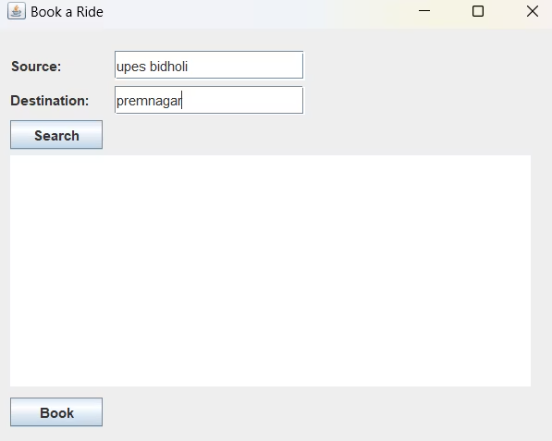 Book a Ride
Source: upes bidholi
Destination: premnagar
Search
Book